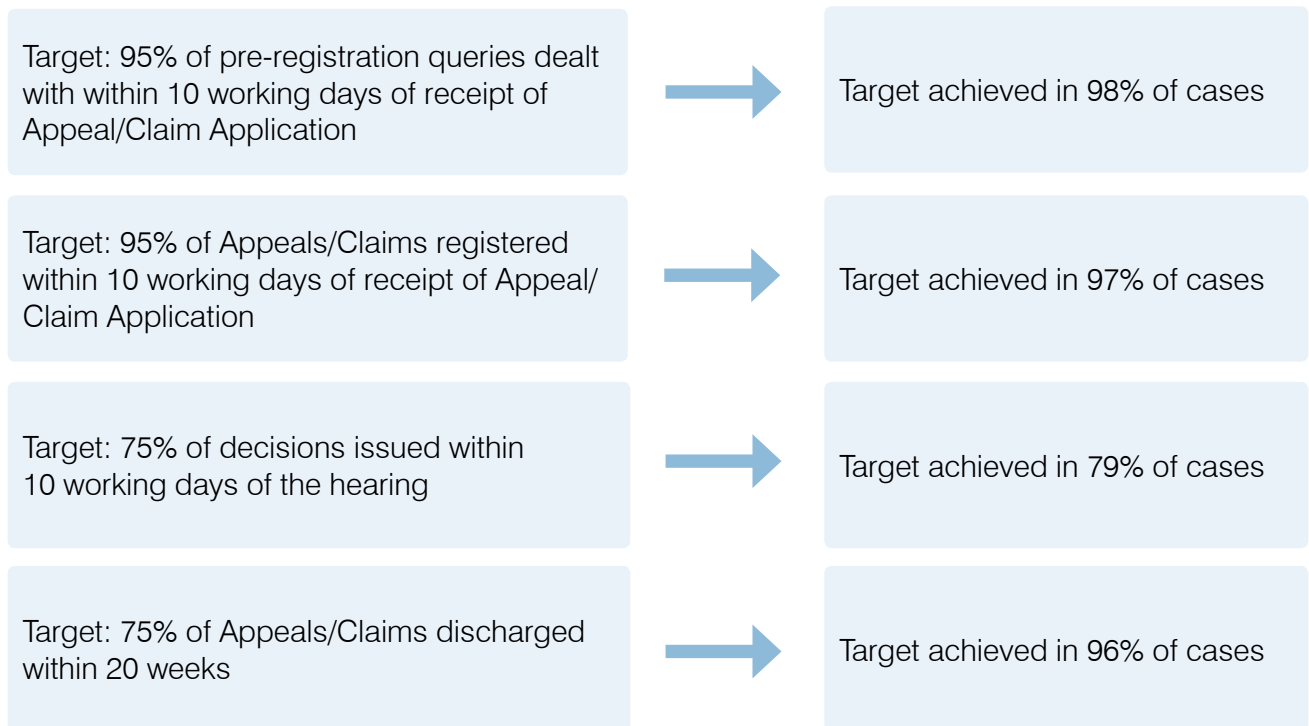 Target: 95% of pre-registration queries dealt
with within 10 working days of receipt of
Appeal/Claim Application
Target achieved in 98% of cases
Target: 95% of Appeals/Claims registered
within 10 working days of receipt of Appeal/
Claim Application
Target achieved in 97% of cases
Target: 75% of decisions issued within
10 working days of the hearing
Target achieved in 79% of cases
Target: 75% of Appeals/Claims discharged
within 20 weeks
Target achieved in 96% of cases